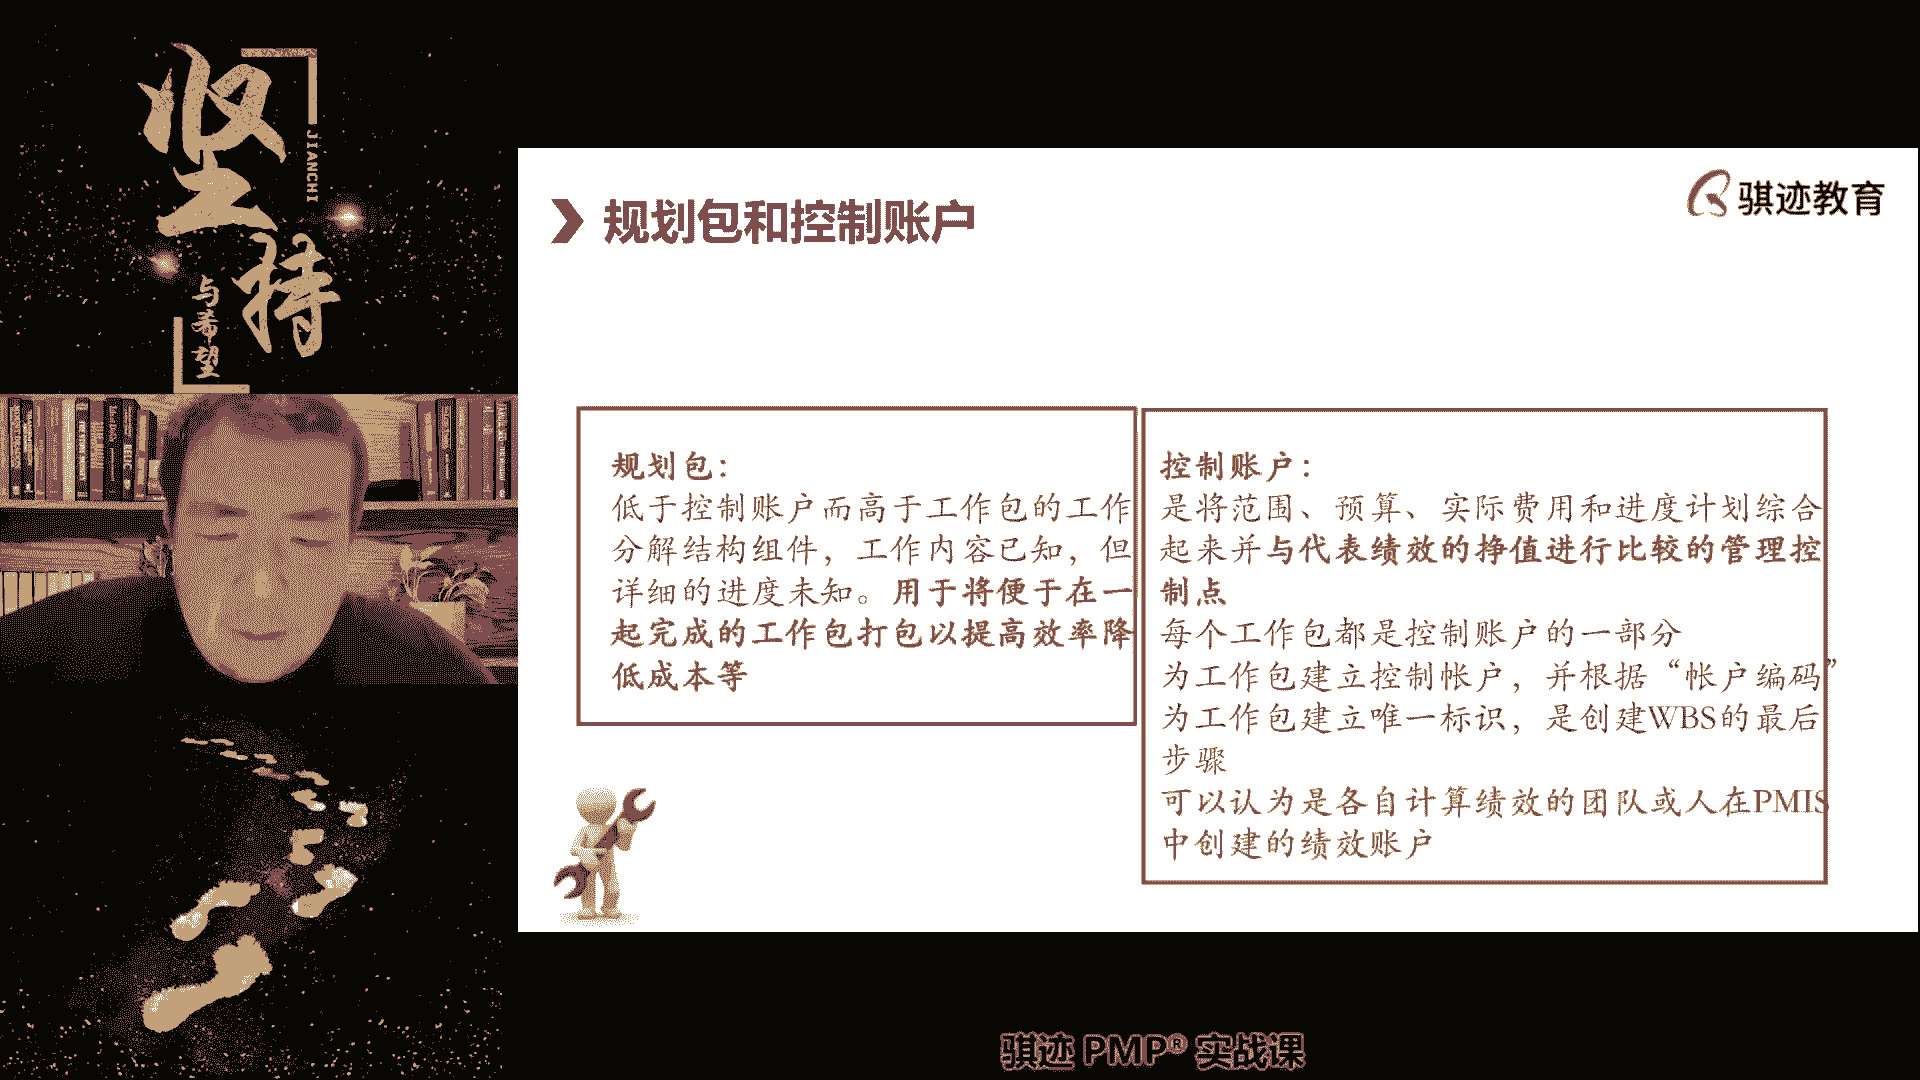 坚持
JIANCHI
与希望
骐迹教育
规划包和控制账户
规划包：
低于控制账户而高于工作包的工作
分解结构组件，工作内容已知，但
详细的进度未知。用于将便于在一
起完成的工作包打包以提高效率降
低成本等
控制账户：
是将范围、预算、实际费用和进度计划综合
起来并与代表绩效的挣值进行比较的管理控
制点
每个工作包都是控制账户的一部分
为工作包建立控制帐户，并根据“帐户编码”
为工作包建立唯一标识，是创建WBS的最后
步骤
可以认为是各自计算绩效的团队或人在PMIS
中创建的绩效账户
骐迹 PMP® 实战课